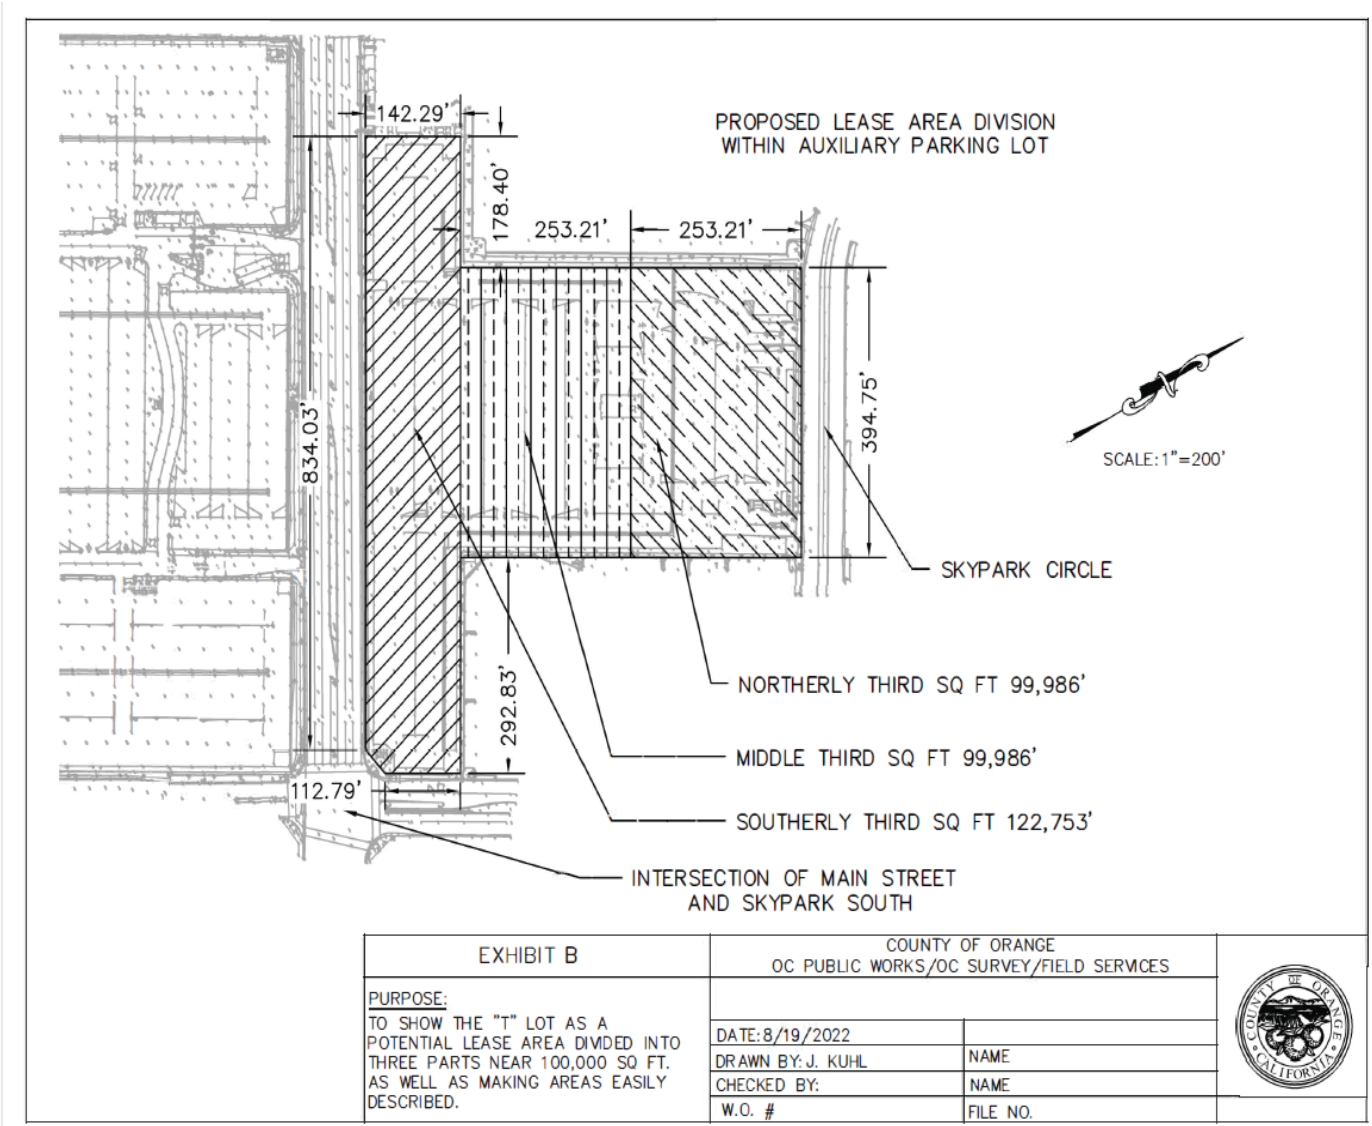 142.29'
PROPOSED LEASE AREA DIVISION
WITHIN AUXILIARY PARKING LOT
178.40'
253.21'
253.21'
834.03'
394.75'
N
SCALE: 1"=200'
SKYPARK CIRCLE
292.83'
NORTHERLY THIRD SQ FT 99,986'
MIDDLE THIRD SQ FT 99,986'
112.79'
SOUTHERLY THIRD SQ FT 122,753'
INTERSECTION OF MAIN STREET
AND SKYPARK SOUTH
EXHIBIT B
COUNTY OF ORANGE
OC PUBLIC WORKS/OC SURVEY/FIELD SERVICES
PURPOSE:
TO SHOW THE "T" LOT AS A
POTENTIAL LEASE AREA DIVIDED INTO
THREE PARTS NEAR 100,000 SQ FT.
AS WELL AS MAKING AREAS EASILY
DESCRIBED.
DATE: 8/19/2022
DRAWN BY: J. KUHL
NAME
CHECKED BY:
NAME
W.O. #
FILE NO.
COUNTY OF ORANGE
CALIFORNIA